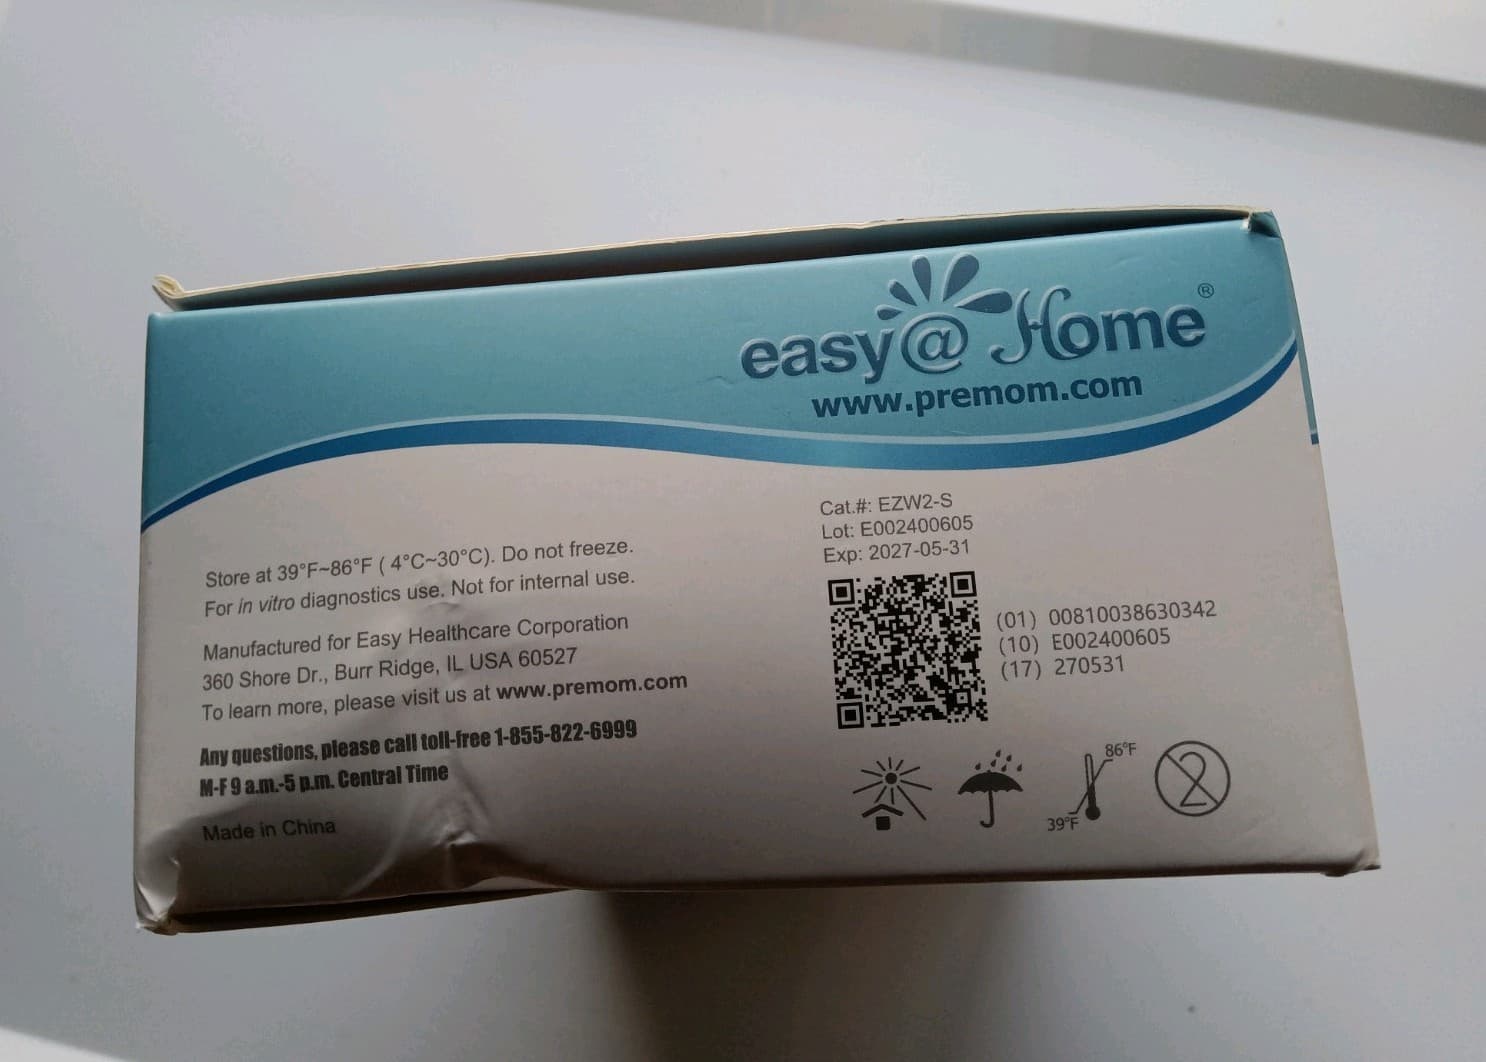 easy@Home®
www.premom.com
Store at 39°F~86°F ( 4°C~30°C). Do not freeze.
For in vitro diagnostics use. Not for internal use.
Manufactured for Easy Healthcare Corporation
360 Shore Dr., Burr Ridge, IL USA 60527
To learn more, please visit us at www.premom.com
Any questions, please call toll-free 1-855-822-6999
M-F 9 a.m.-5 p.m. Central Time
Made in China
Cat.#: EZW2-S
Lot: E002400605
Exp: 2027-05-31
(01) 00810038630342
(10) E002400605
(17) 270531
86°F
39°F
2